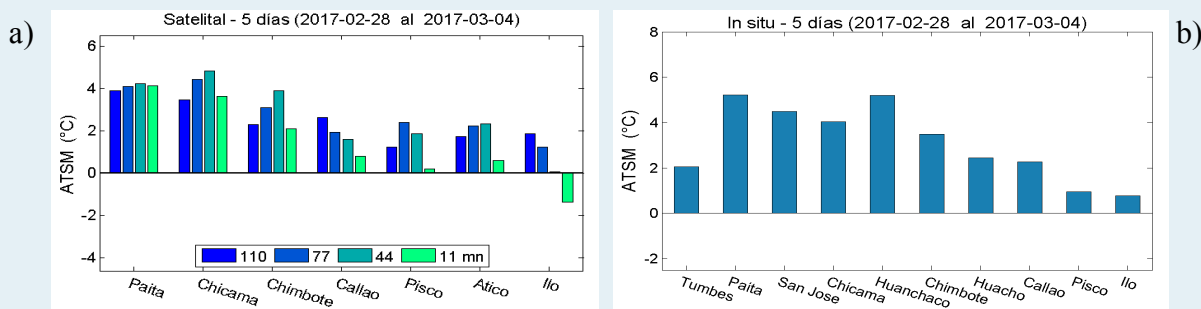 a)
Satelital - 5 días (2017-02-28 al 2017-03-04)
ATSM (°C)
6
4
2
0
-2
-4
110 77 44 11 mn
Paita Chicama Chimbote Callao Pisco Atico Ilo
In situ - 5 días (2017-02-28 al 2017-03-04)
b)
ATSM (°C)
8
6
4
2
0
-2
Tumbes Paita San Jose Chicama Huanchaco Chimbote Huacho Callao Pisco Ilo